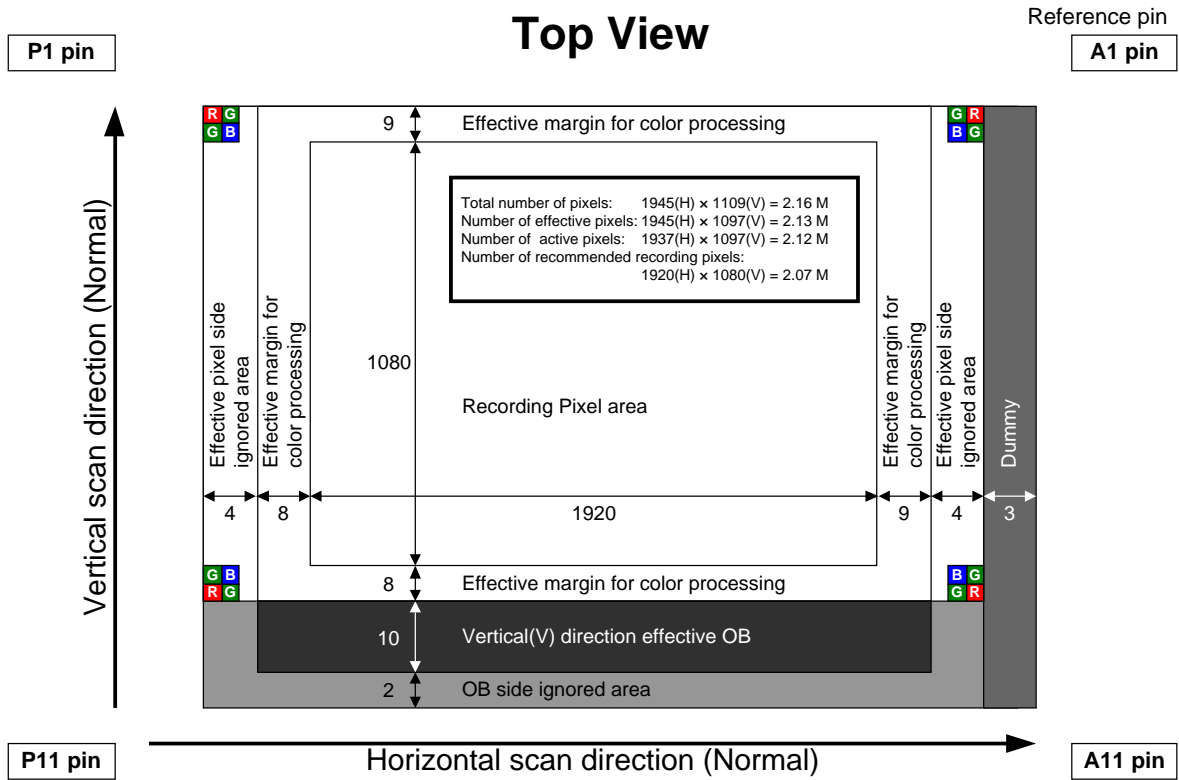 Top View
Reference pin
P1 pin
A1 pin
R G
G B
G R
B G
9
Effective margin for color processing
Total number of pixels: 1945(H) × 1109(V) = 2.16 M
Number of effective pixels: 1945(H) × 1097(V) = 2.13 M
Number of active pixels: 1937(H) × 1097(V) = 2.12 M
Number of recommended recording pixels:
1920(H) × 1080(V) = 2.07 M
Vertical scan direction (Normal)
Effective pixel side
ignored area
Effective margin for
color processing
1080
Recording Pixel area
Effective margin for
color processing
Effective pixel side
ignored area
Dummy
4
8
1920
9
4
3
G B
R G
B G
G R
8
Effective margin for color processing
10
Vertical(V) direction effective OB
2
OB side ignored area
P11 pin
Horizontal scan direction (Normal)
A11 pin